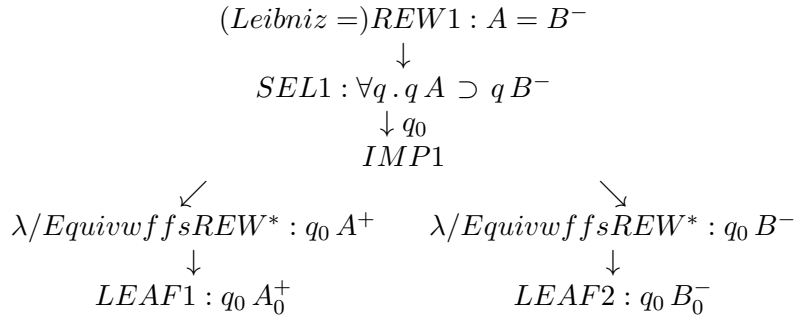 (Leibniz =)REW1 : A = B⁻
↓
SEL1 : ∀q . q A ⊃ q B⁻
↓ q₀
IMP1
↙ ↘
λ/EquivwffsREW* : q₀ A⁺ λ/EquivwffsREW* : q₀ B⁻
↓ ↓
LEAF1 : q₀ A₀⁺ LEAF2 : q₀ B₀⁻